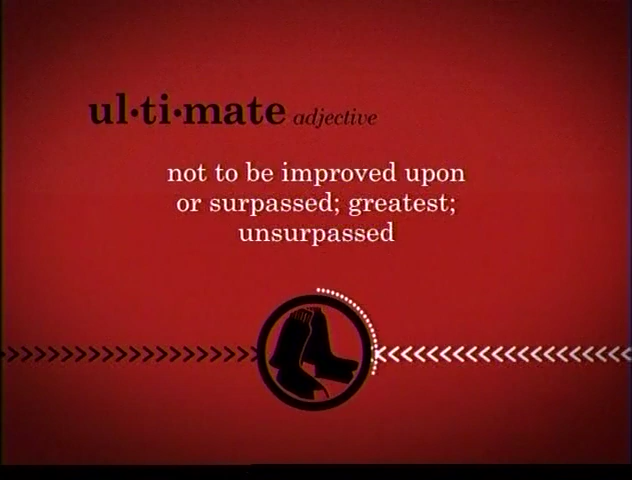 ul·ti·mate adjective
not to be improved upon
or surpassed; greatest;
unsurpassed